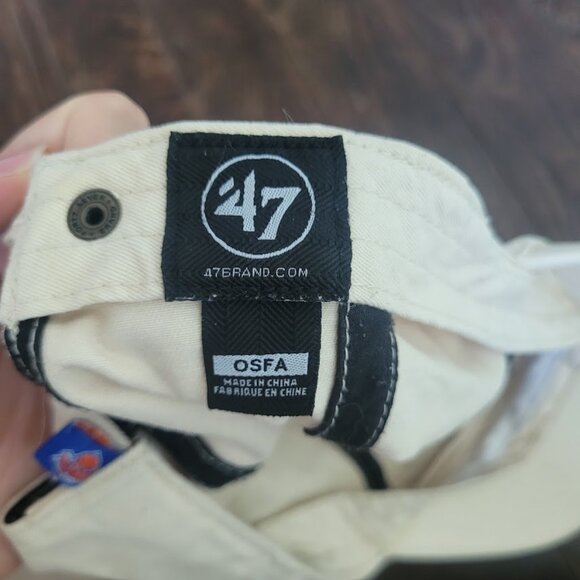 47
47BRAND.COM
OSFA
MADE IN CHINA
FABRIQUE EN CHINE